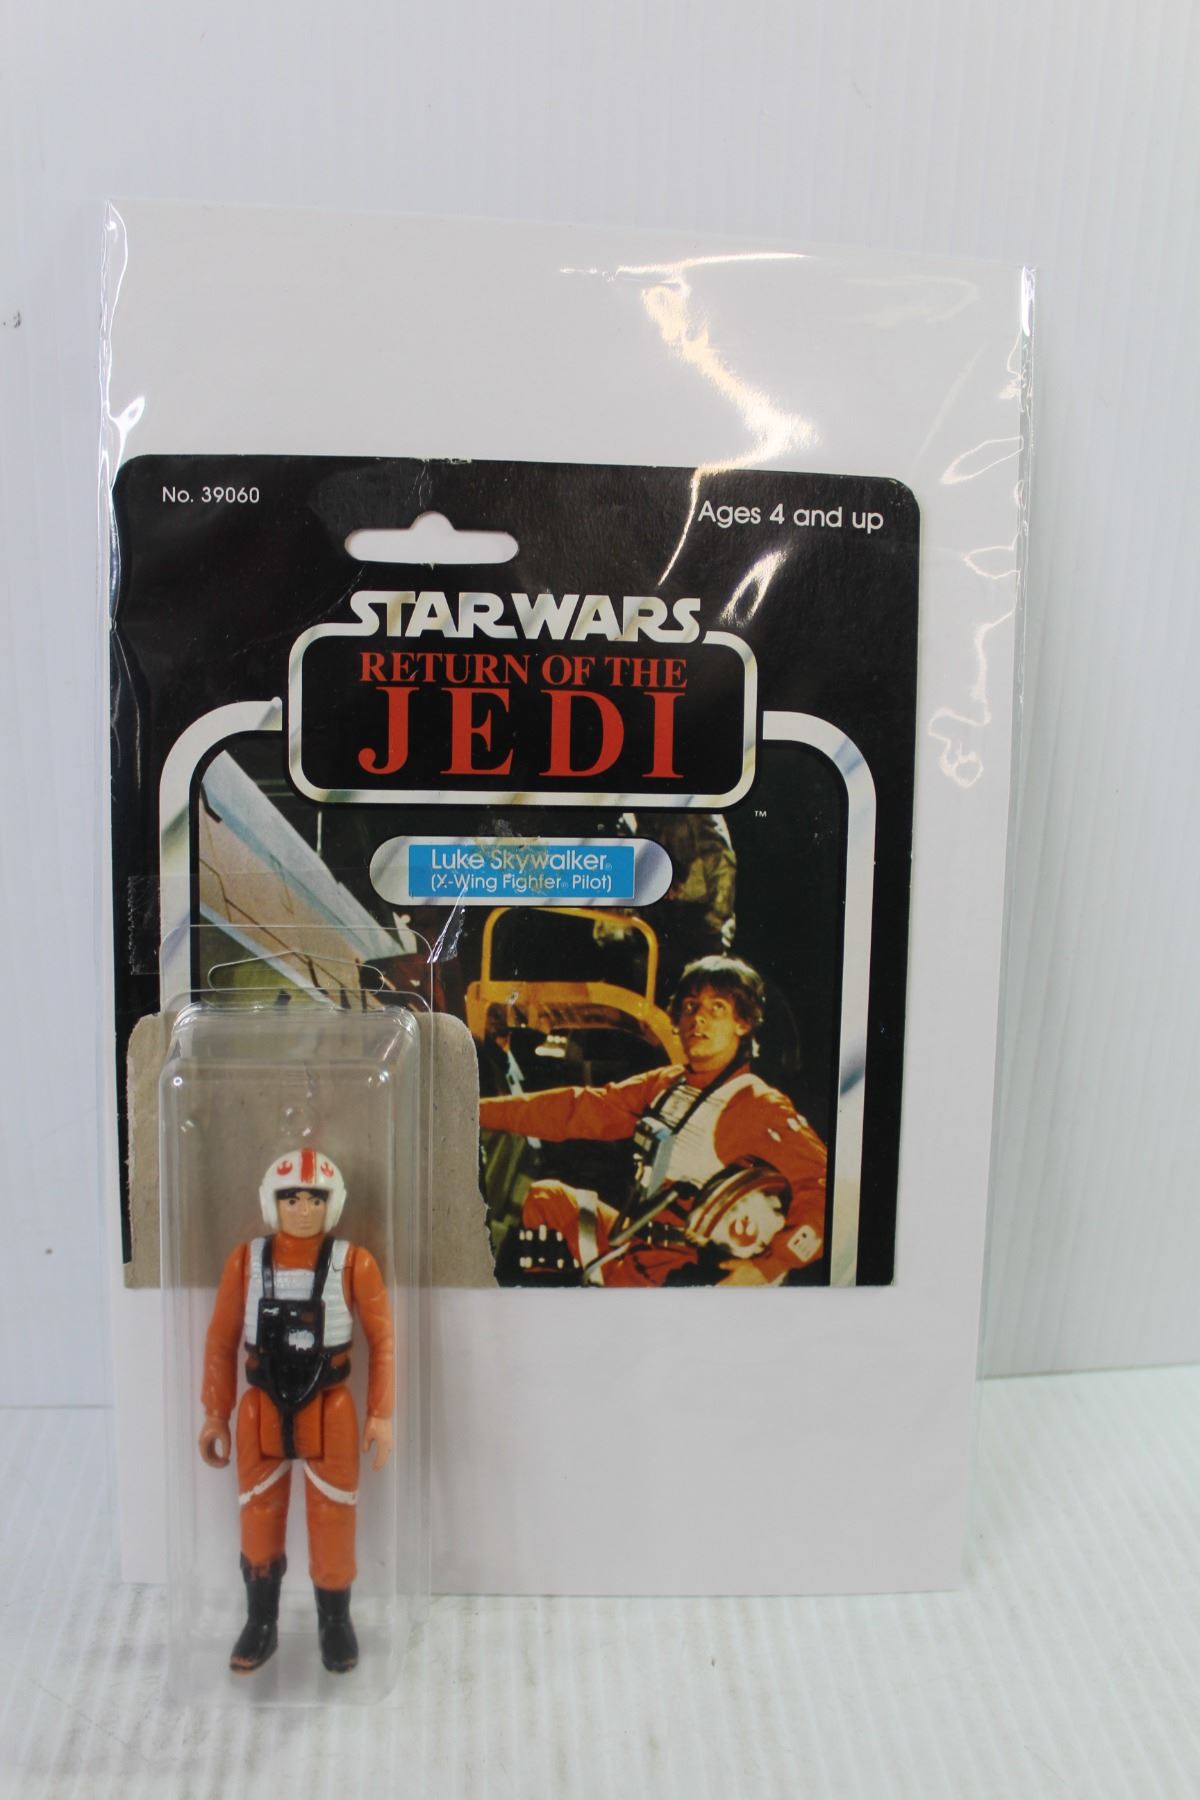 No. 39060
Ages 4 and up
STAR WARS
RETURN OF THE
JEDI
™
Luke Skywalker®
(X-Wing Fighter® Pilot)